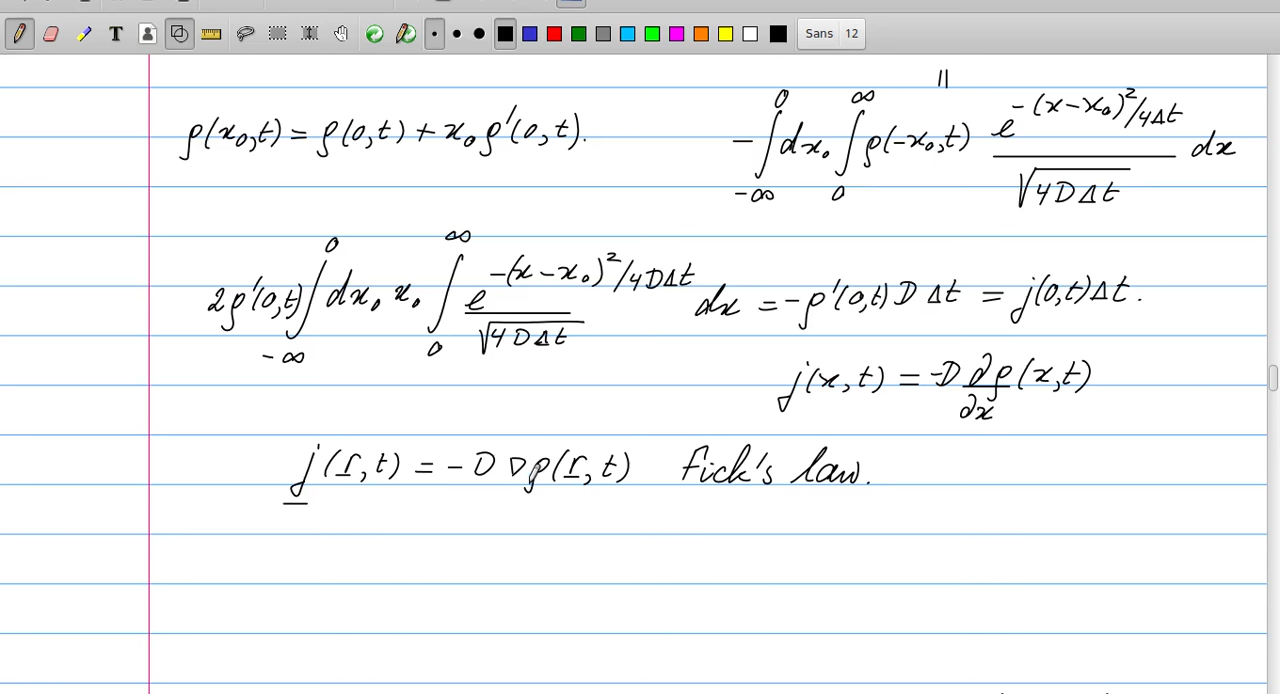 T Sans 12
ρ(x₀,t) = ρ(0,t) + x₀ρ'(0,t).
||
-∫_{-∞}^{0} dx₀ ∫_{0}^{∞} ρ(-x₀,t) e^{-(x-x₀)²/4Δt} / √(4DΔt) dx
2ρ'(0,t) ∫_{-∞}^{0} dx₀ x₀ ∫_{0}^{∞} e^{-(x-x₀)²/4DΔt} / √(4DΔt) dx = -ρ'(0,t) D Δt = j(0,t)Δt.
j(x,t) = -D ∂ρ/∂x (x,t)
j(r,t) = -D ∇ρ(r,t) Fick's law.